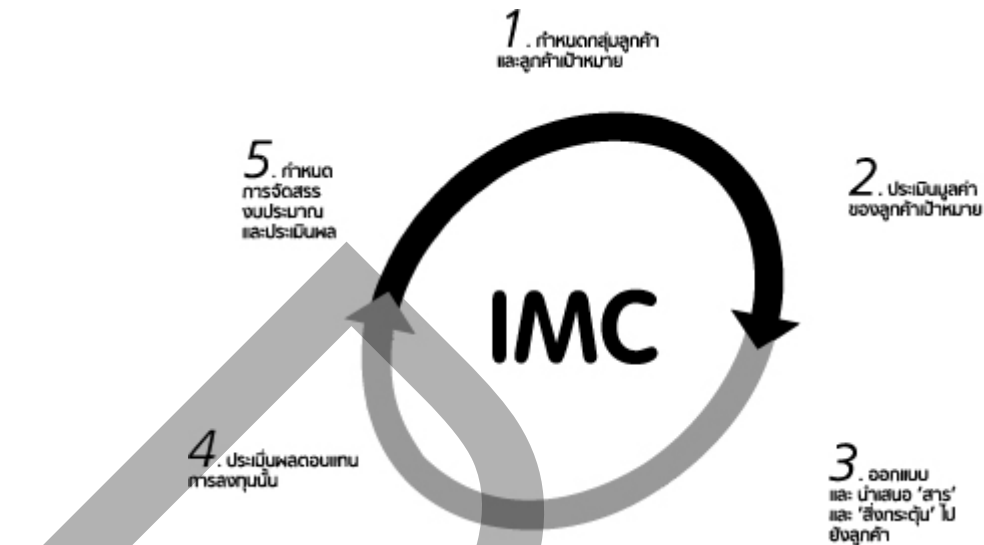 1. กำหนดกลุ่มลูกค้า
และลูกค้าเป้าหมาย
2. ประเมินมูลค่า
ของลูกค้าเป้าหมาย
3. ออกแบบ
และ นำเสนอ ‘สาร’
และ ‘สิ่งกระตุ้น’ ไป
ยังลูกค้า
4. ประเมินผลตอบแทน
การลงทุนนั้น
5. กำหนด
การจัดสรร
งบประมาณ
และประเมินผล
IMC